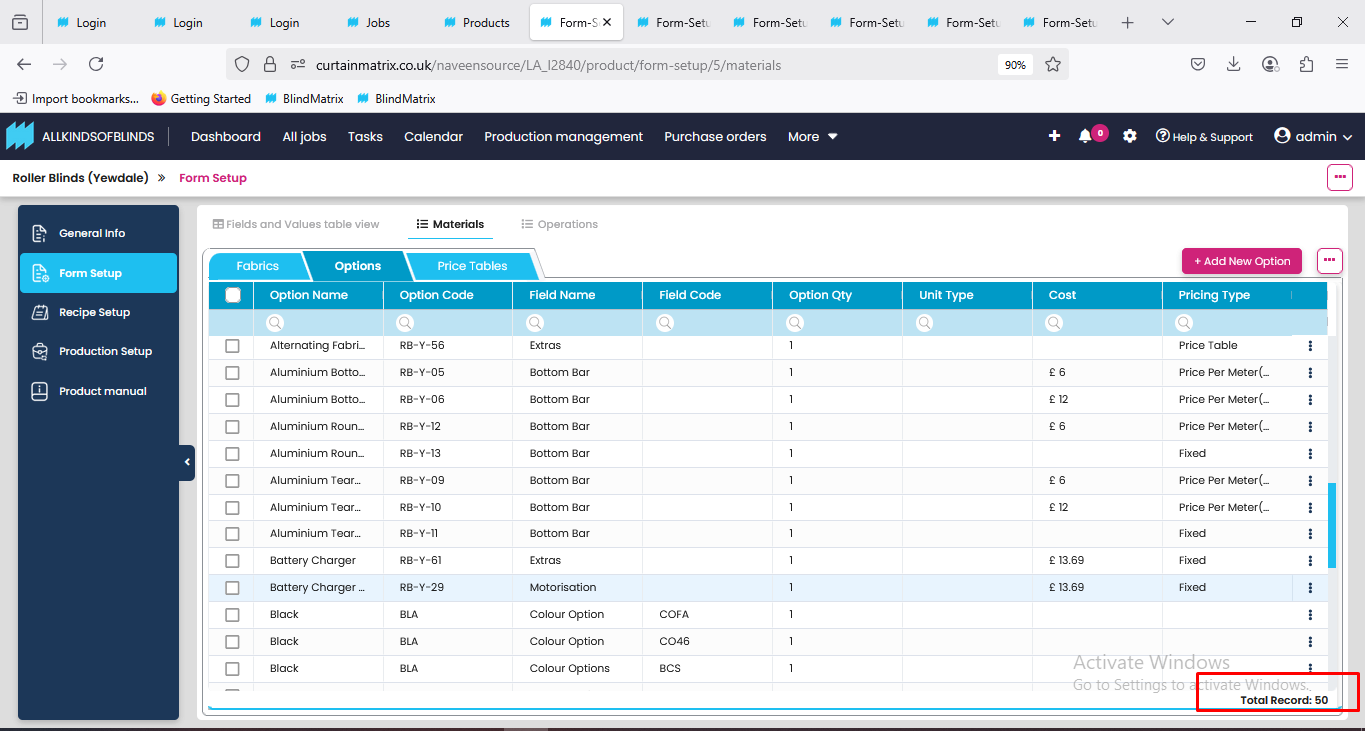 Login Login Login Jobs Products Form-S Form-Setu Form-Setu Form-Setu Form-Setu Form-Setu
curtainmatrix.co.uk/naveensource/LA_I2840/product/form-setup/5/materials 90%
Import bookmarks... Getting Started BlindMatrix BlindMatrix
ALLKINDSOFBLINDS Dashboard All jobs Tasks Calendar Production management Purchase orders More 0 Help & Support admin
Roller Blinds (Yewdale) » Form Setup
General Info
Form Setup
Recipe Setup
Production Setup
Product manual
Fields and Values table view Materials Operations
Fabrics Options Price Tables + Add New Option
Option Name Option Code Field Name Field Code Option Qty Unit Type Cost Pricing Type
Alternating Fabri... RB-Y-56 Extras 1 Price Table
Aluminium Botto... RB-Y-05 Bottom Bar 1 £ 6 Price Per Meter(...
Aluminium Botto... RB-Y-06 Bottom Bar 1 £ 12 Price Per Meter(...
Aluminium Roun... RB-Y-12 Bottom Bar 1 £ 6 Price Per Meter(...
Aluminium Roun... RB-Y-13 Bottom Bar 1 Fixed
Aluminium Tear... RB-Y-09 Bottom Bar 1 £ 6 Price Per Meter(...
Aluminium Tear... RB-Y-10 Bottom Bar 1 £ 12 Price Per Meter(...
Aluminium Tear... RB-Y-11 Bottom Bar 1 Fixed
Battery Charger RB-Y-61 Extras 1 £ 13.69 Fixed
Battery Charger ... RB-Y-29 Motorisation 1 £ 13.69 Fixed
Black BLA Colour Option COFA 1
Black BLA Colour Option CO46 1
Black BLA Colour Options BCS 1
Activate Windows
Go to Settings to activate Windows.
Total Record: 50